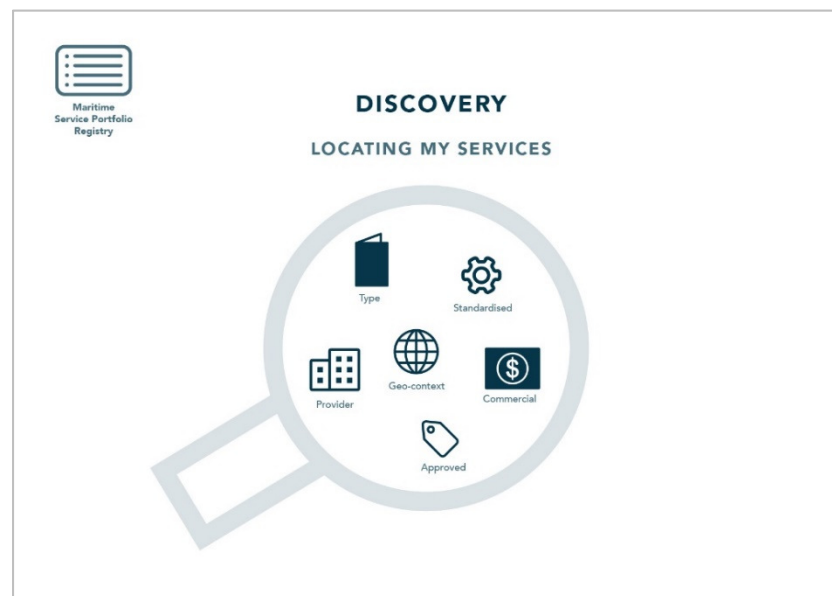 Maritime
Service Portfolio
Registry
DISCOVERY
LOCATING MY SERVICES
Type
Standardised
Geo-context
Provider
Commercial
$
Approved